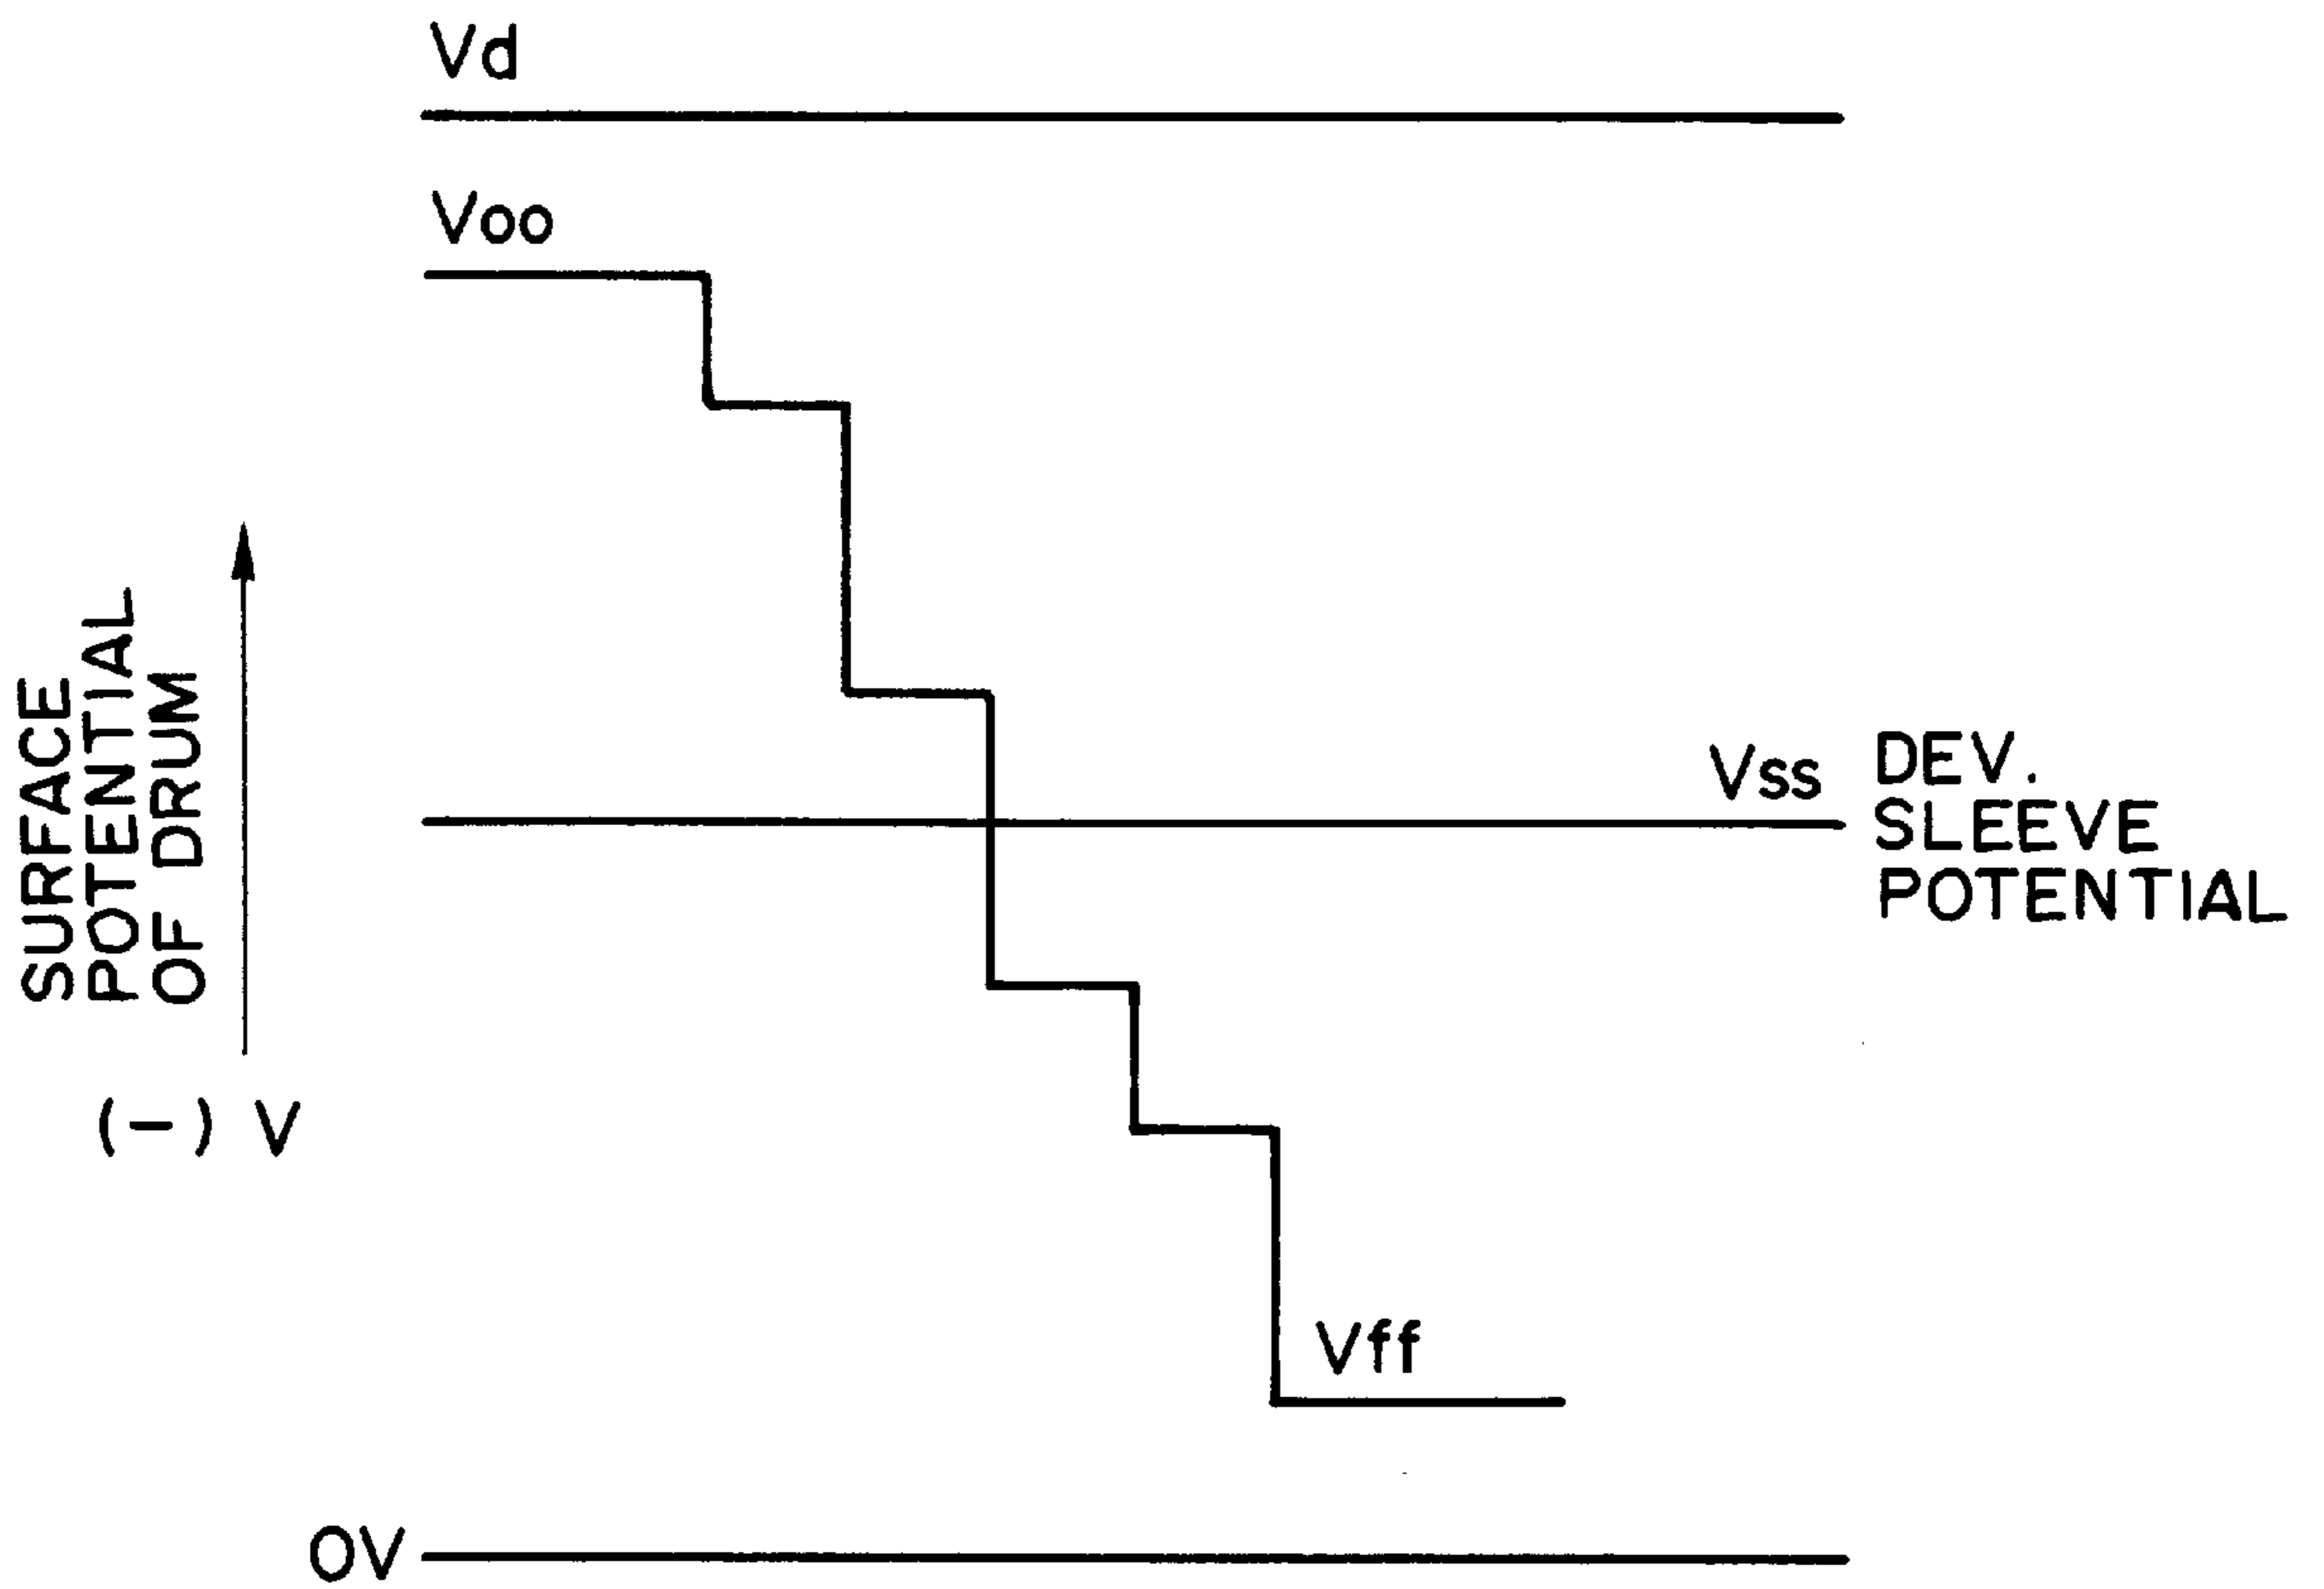 Vd
Voo
SURFACE
POTENTIAL
OF DRUM
(-) V
Vss
DEV.
SLEEVE
POTENTIAL
Vff
0V